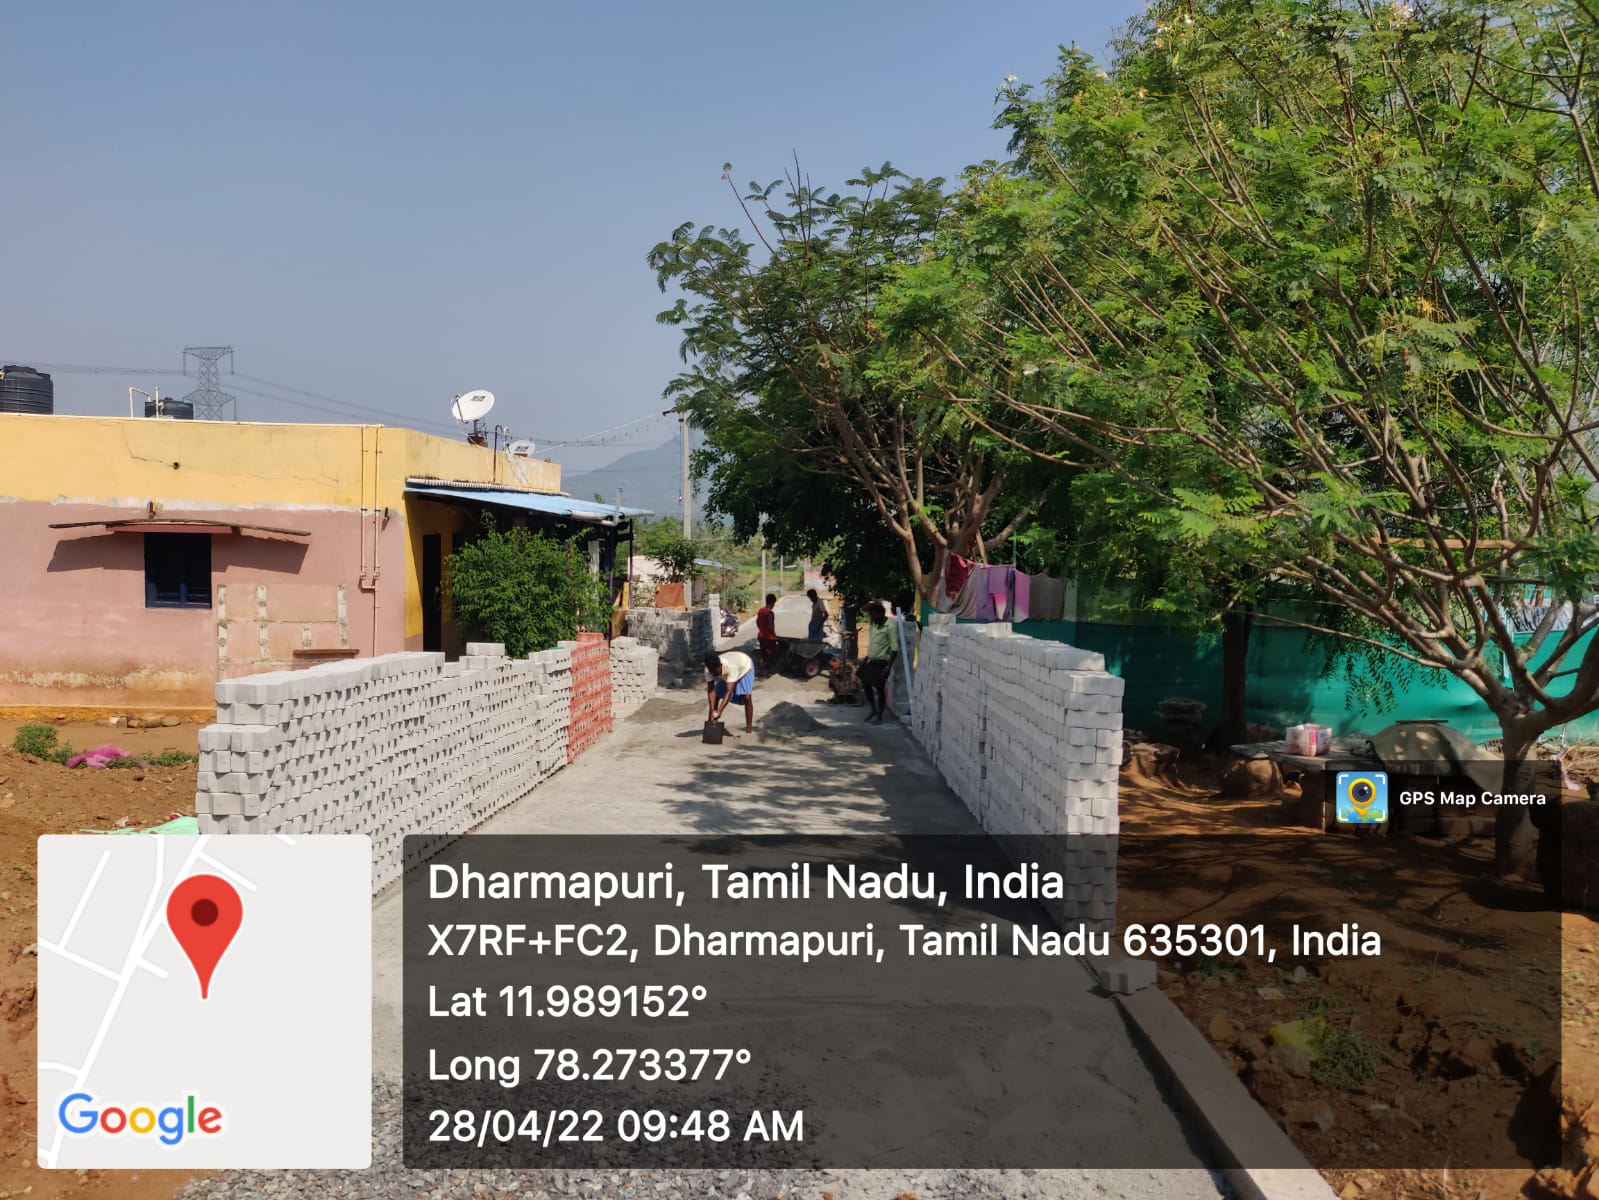 GPS Map Camera
Dharmapuri, Tamil Nadu, India
X7RF+FC2, Dharmapuri, Tamil Nadu 635301, India
Lat 11.989152°
Long 78.273377°
28/04/22 09:48 AM
Google